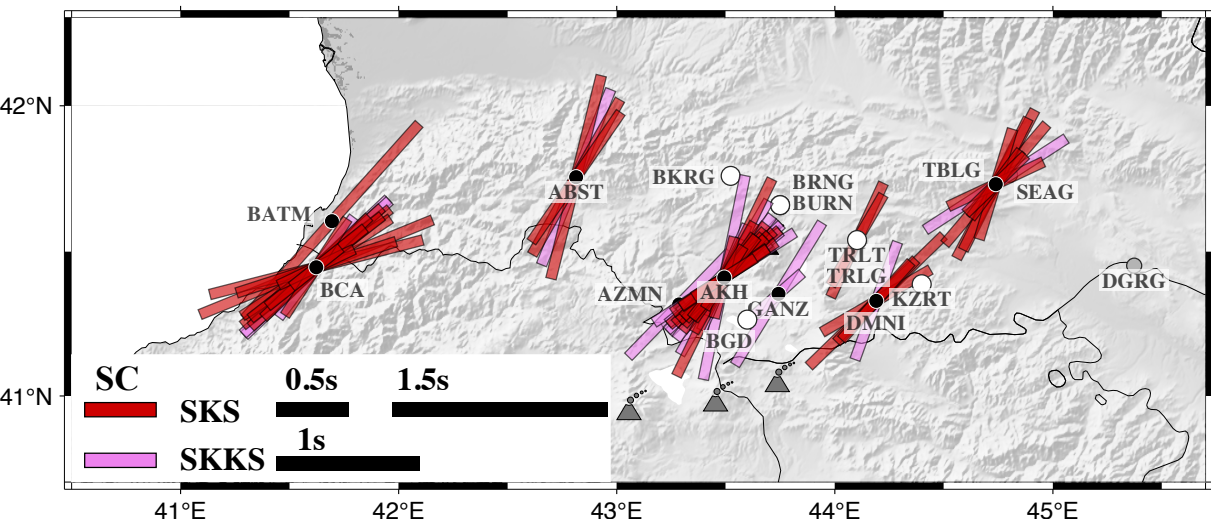 42°N
BKRG
BRNG
BURN
TBLG
SEAG
ABST
BATM
TRLT
TRLG
DGRG
BCA
AZMN
AKH
GANZ
KZRT
DMNI
BGD
41°N
SC
0.5s
1.5s
SKS
1s
SKKS
41°E
42°E
43°E
44°E
45°E